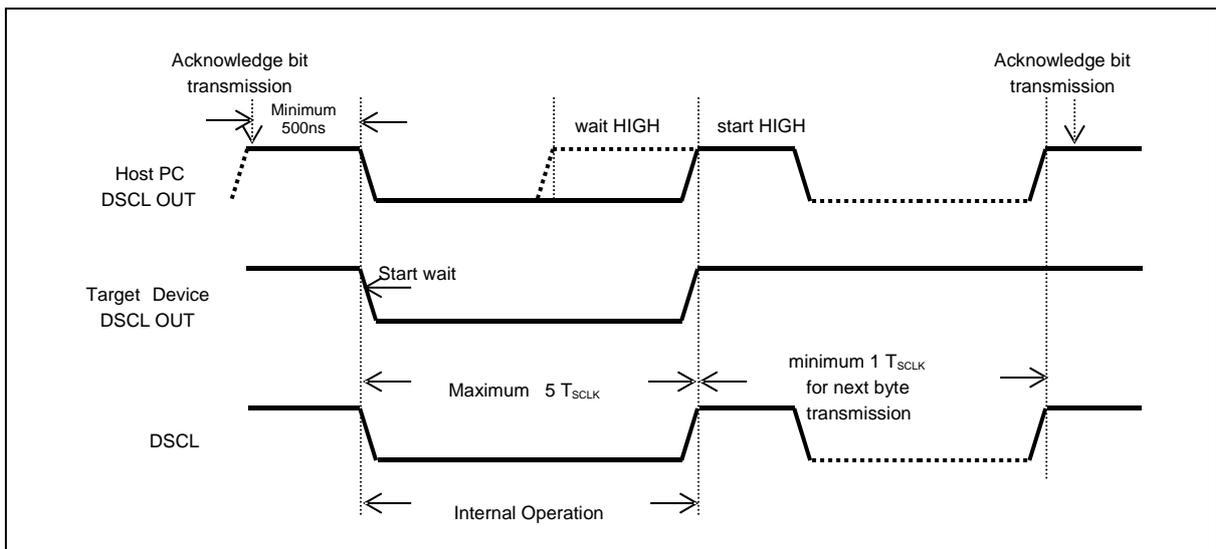 Acknowledge bit
transmission
Acknowledge bit
transmission
Minimum
500ns
wait HIGH
start HIGH
Host PC
DSCL OUT
Start wait
Target Device
DSCL OUT
Maximum 5 TSCLK
minimum 1 TSCLK
for next byte
transmission
DSCL
Internal Operation